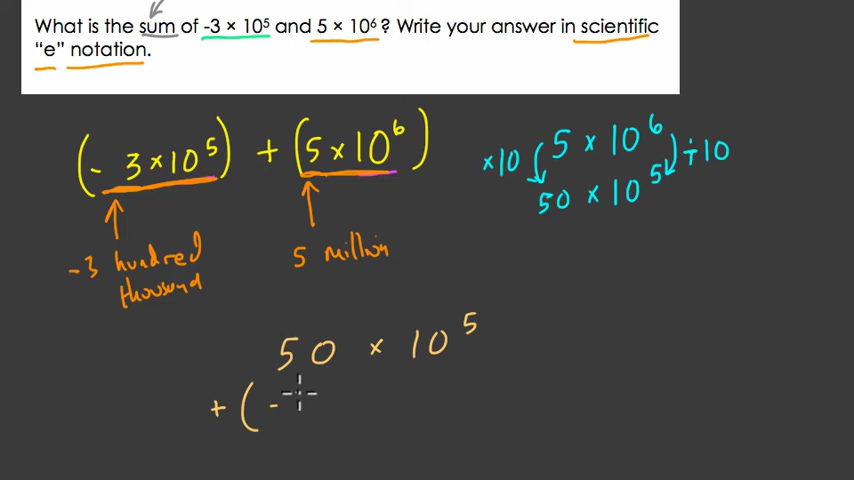 What is the sum of -3 × 10⁵ and 5 × 10⁶ ? Write your answer in scientific
“e” notation.
(- 3 × 10⁵) + (5 × 10⁶)
-3 hundred
thousand
5 million
5 × 10⁶
×10
÷10
50 × 10⁵
50 × 10⁵
+ ( -